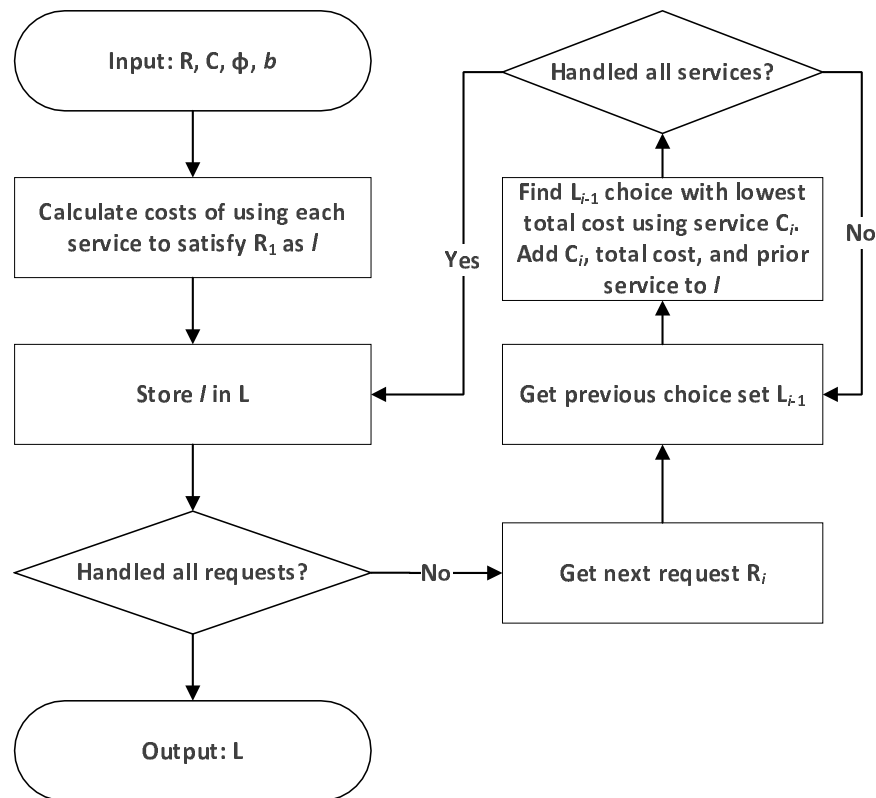 Input: R, C, ϕ, b
Calculate costs of using each
service to satisfy R₁ as l
Store l in L
Handled all requests?
Output: L
No
Get next request Rᵢ
Get previous choice set Lᵢ₋₁
Find Lᵢ₋₁ choice with lowest
total cost using service Cᵢ.
Add Cᵢ, total cost, and prior
service to l
Handled all services?
Yes
No